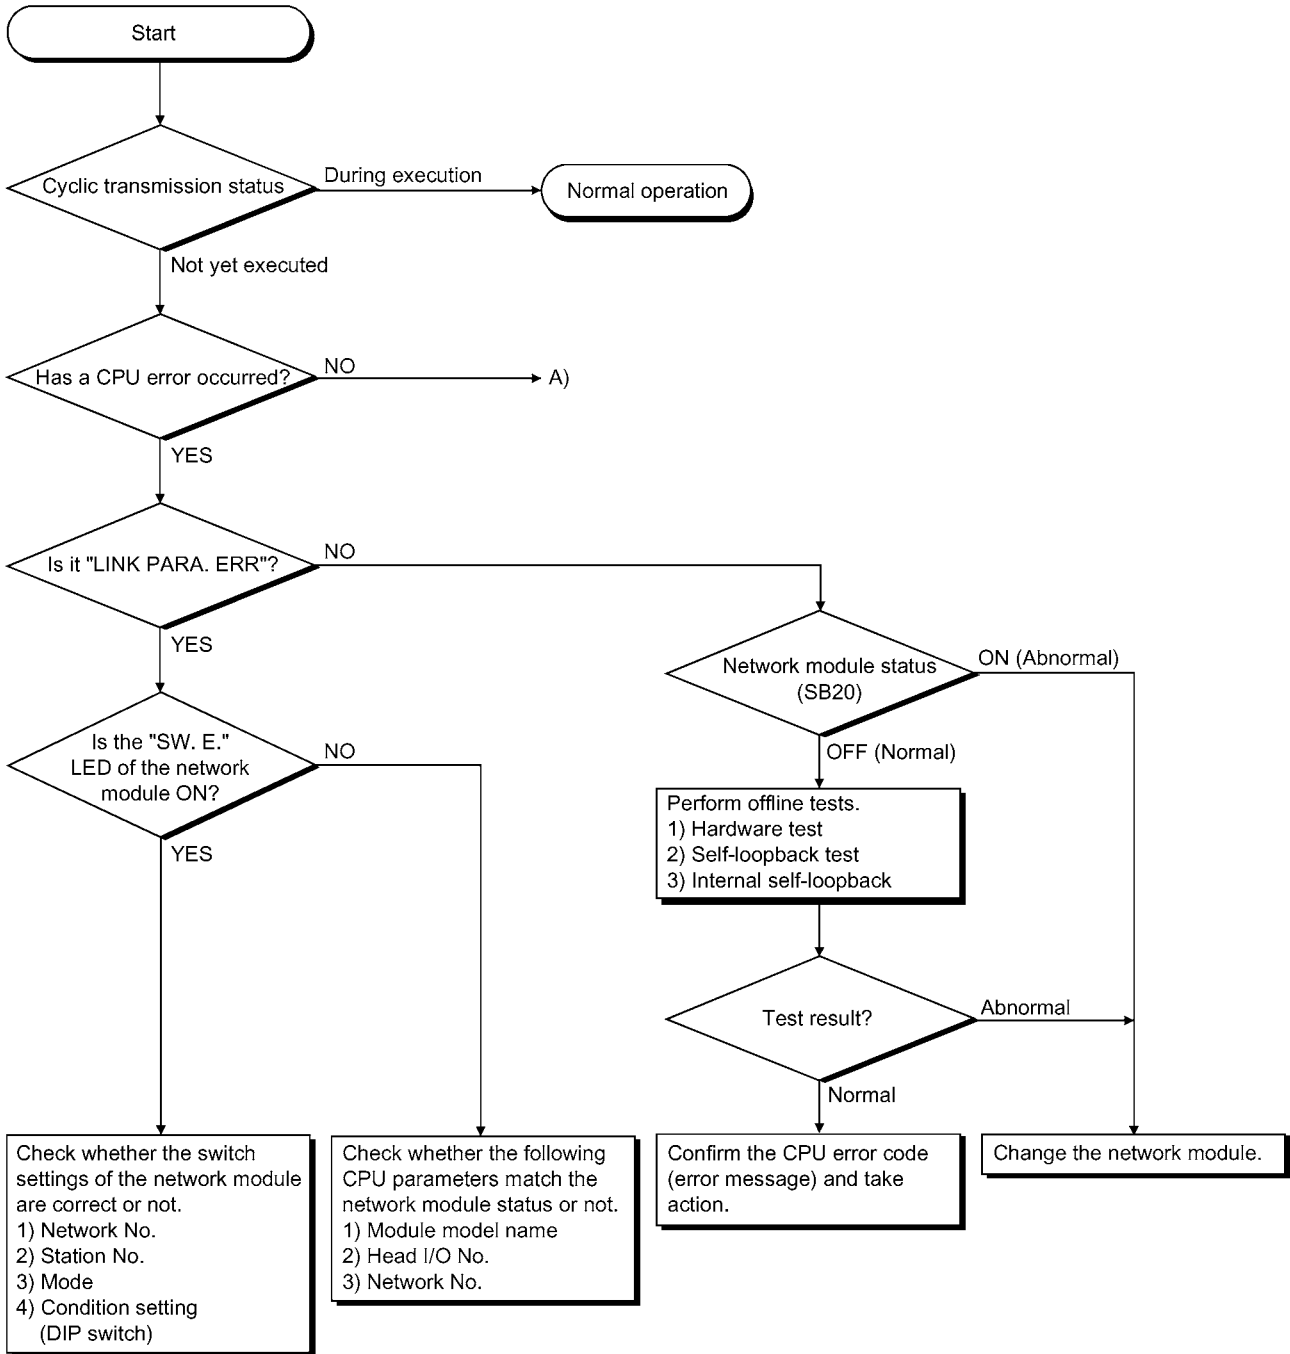 Start
Cyclic transmission status
During execution
Normal operation
Not yet executed
Has a CPU error occurred?
NO
A)
YES
Is it "LINK PARA. ERR"?
NO
YES
Network module status
(SB20)
ON (Abnormal)
OFF (Normal)
Is the "SW. E."
LED of the network
module ON?
NO
YES
Perform offline tests.
1) Hardware test
2) Self-loopback test
3) Internal self-loopback
Test result?
Abnormal
Normal
Check whether the switch
settings of the network module
are correct or not.
1) Network No.
2) Station No.
3) Mode
4) Condition setting
(DIP switch)
Check whether the following
CPU parameters match the
network module status or not.
1) Module model name
2) Head I/O No.
3) Network No.
Confirm the CPU error code
(error message) and take
action.
Change the network module.